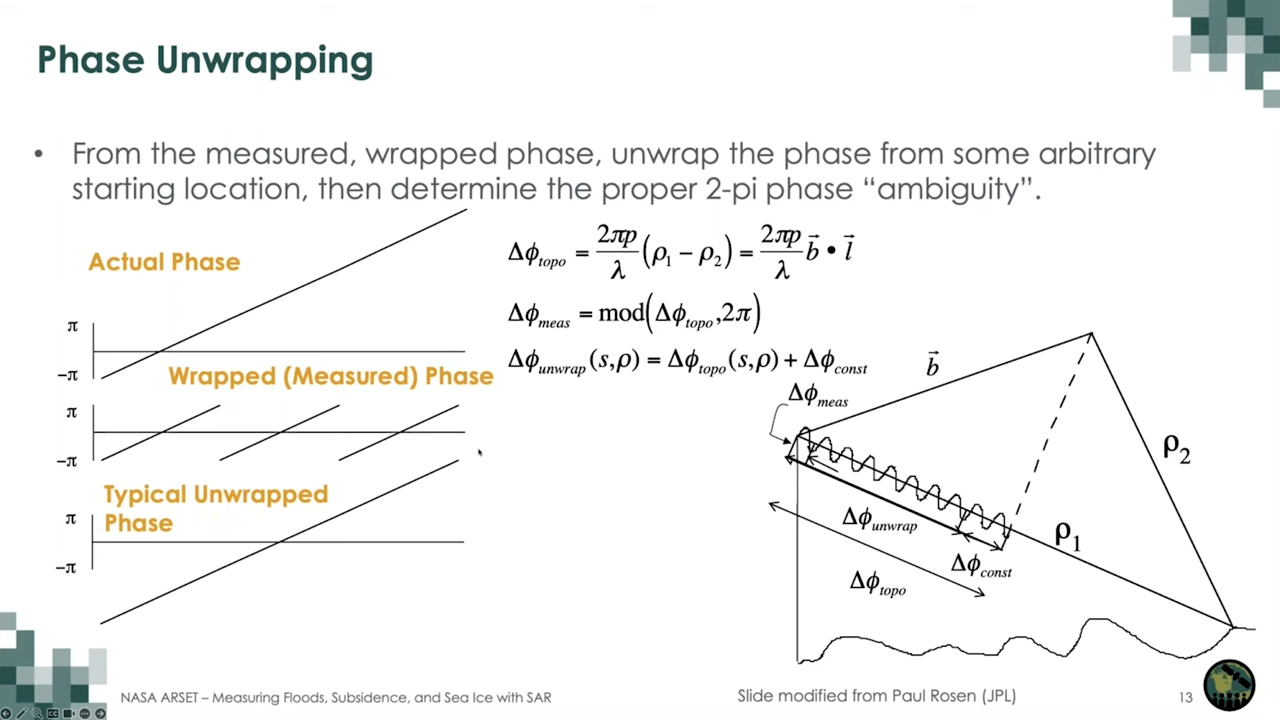 Phase Unwrapping
• From the measured, wrapped phase, unwrap the phase from some arbitrary
starting location, then determine the proper 2-pi phase “ambiguity”.
Actual Phase
π
−π
Wrapped (Measured) Phase
π
−π
Typical Unwrapped
Phase
π
−π
Δϕ_topo = 2πp/λ (ρ₁ − ρ₂) = 2πp/λ b⃗ • l⃗
Δϕ_meas = mod(Δϕ_topo,2π)
Δϕ_unwrap(s,ρ) = Δϕ_topo(s,ρ) + Δϕ_const
Δϕ_meas
b⃗
ρ₂
Δϕ_unwrap
ρ₁
Δϕ_const
Δϕ_topo
NASA ARSET – Measuring Floods, Subsidence, and Sea Ice with SAR
Slide modified from Paul Rosen (JPL)
13